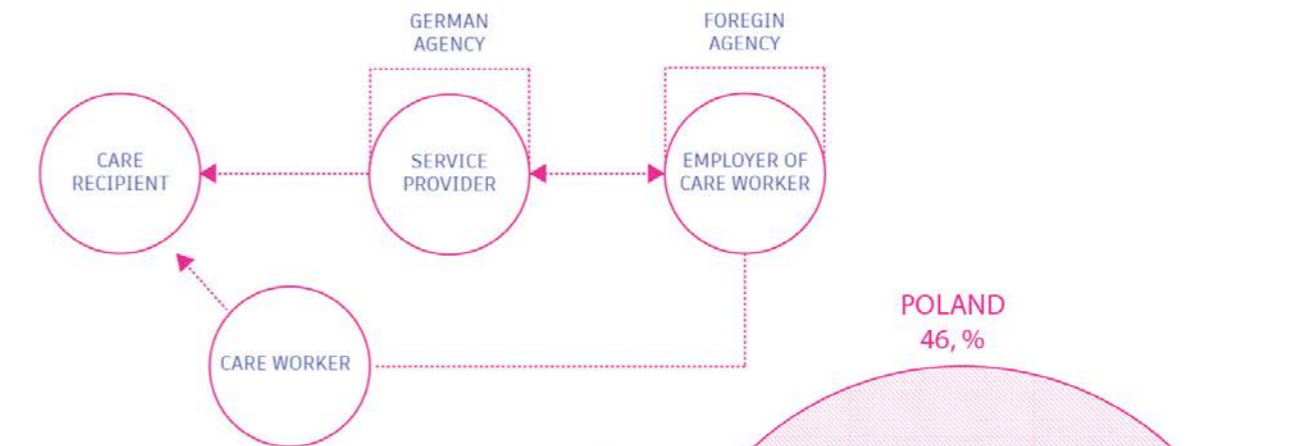 GERMAN
AGENCY
FOREGIN
AGENCY
CARE
RECIPIENT
SERVICE
PROVIDER
EMPLOYER OF
CARE WORKER
CARE WORKER
POLAND
46, %